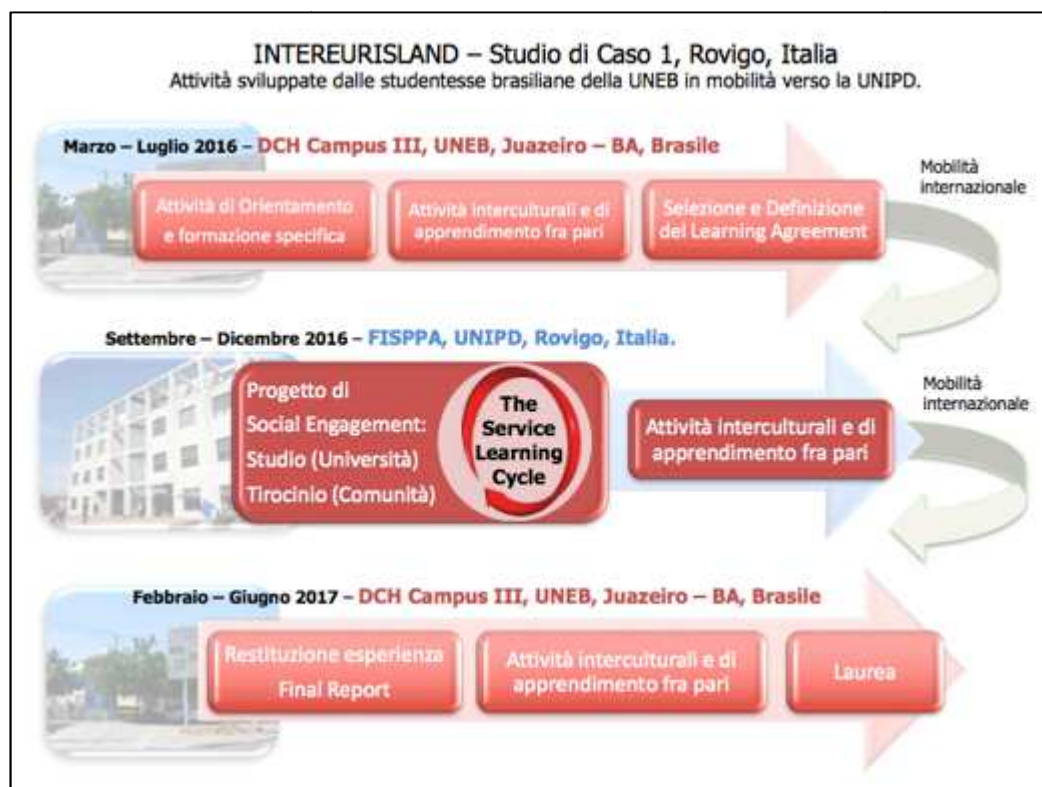 INTEREURISLAND – Studio di Caso 1, Rovigo, Italia
Attività sviluppate dalle studentesse brasiliane della UNEB in mobilità verso la UNIPD.
Marzo – Luglio 2016 – DCH Campus III, UNEB, Juazeiro – BA, Brasile
Attività di Orientamento
e formazione specifica
Attività interculturali e di
apprendimento fra pari
Selezione e Definizione
del Learning Agreement
Mobilità
internazionale
Settembre – Dicembre 2016 – FISPPA, UNIPD, Rovigo, Italia.
Progetto di
Social Engagement:
Studio (Università)
Tirocinio (Comunità)
The
Service
Learning
Cycle
Attività interculturali e di
apprendimento fra pari
Mobilità
internazionale
Febbraio – Giugno 2017 – DCH Campus III, UNEB, Juazeiro – BA, Brasile
Restituzione esperienza
Final Report
Attività interculturali e di
apprendimento fra pari
Laurea